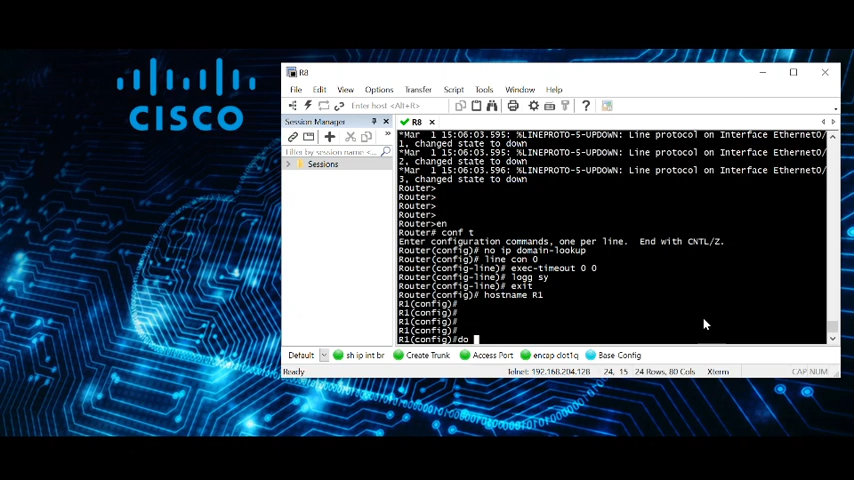 CISCO
R8
File Edit View Options Transfer Script Tools Window Help
Enter host <Alt+R>
Session Manager
R8
Filter by session name <...
Sessions
*Mar  1 15:06:03.595: %LINEPROTO-5-UPDOWN: Line protocol on Interface Ethernet0/
1, changed state to down
*Mar  1 15:06:03.595: %LINEPROTO-5-UPDOWN: Line protocol on Interface Ethernet0/
2, changed state to down
*Mar  1 15:06:03.596: %LINEPROTO-5-UPDOWN: Line protocol on Interface Ethernet0/
3, changed state to down
Router>
Router>
Router>
Router>
Router>en
Router# conf t
Enter configuration commands, one per line.  End with CNTL/Z.
Router(config)# no ip domain-lookup
Router(config)# line con 0
Router(config-line)# exec-timeout 0 0
Router(config-line)# logg sy
Router(config-line)# exit
Router(config)# hostname R1
R1(config)#
R1(config)#
R1(config)#
R1(config)#
R1(config)#do
Default sh ip int br Create Trunk Access Port encap dot1q Base Config
Ready Telnet: 192.168.204.128 24, 15 24 Rows, 80 Cols Xterm CAP NUM